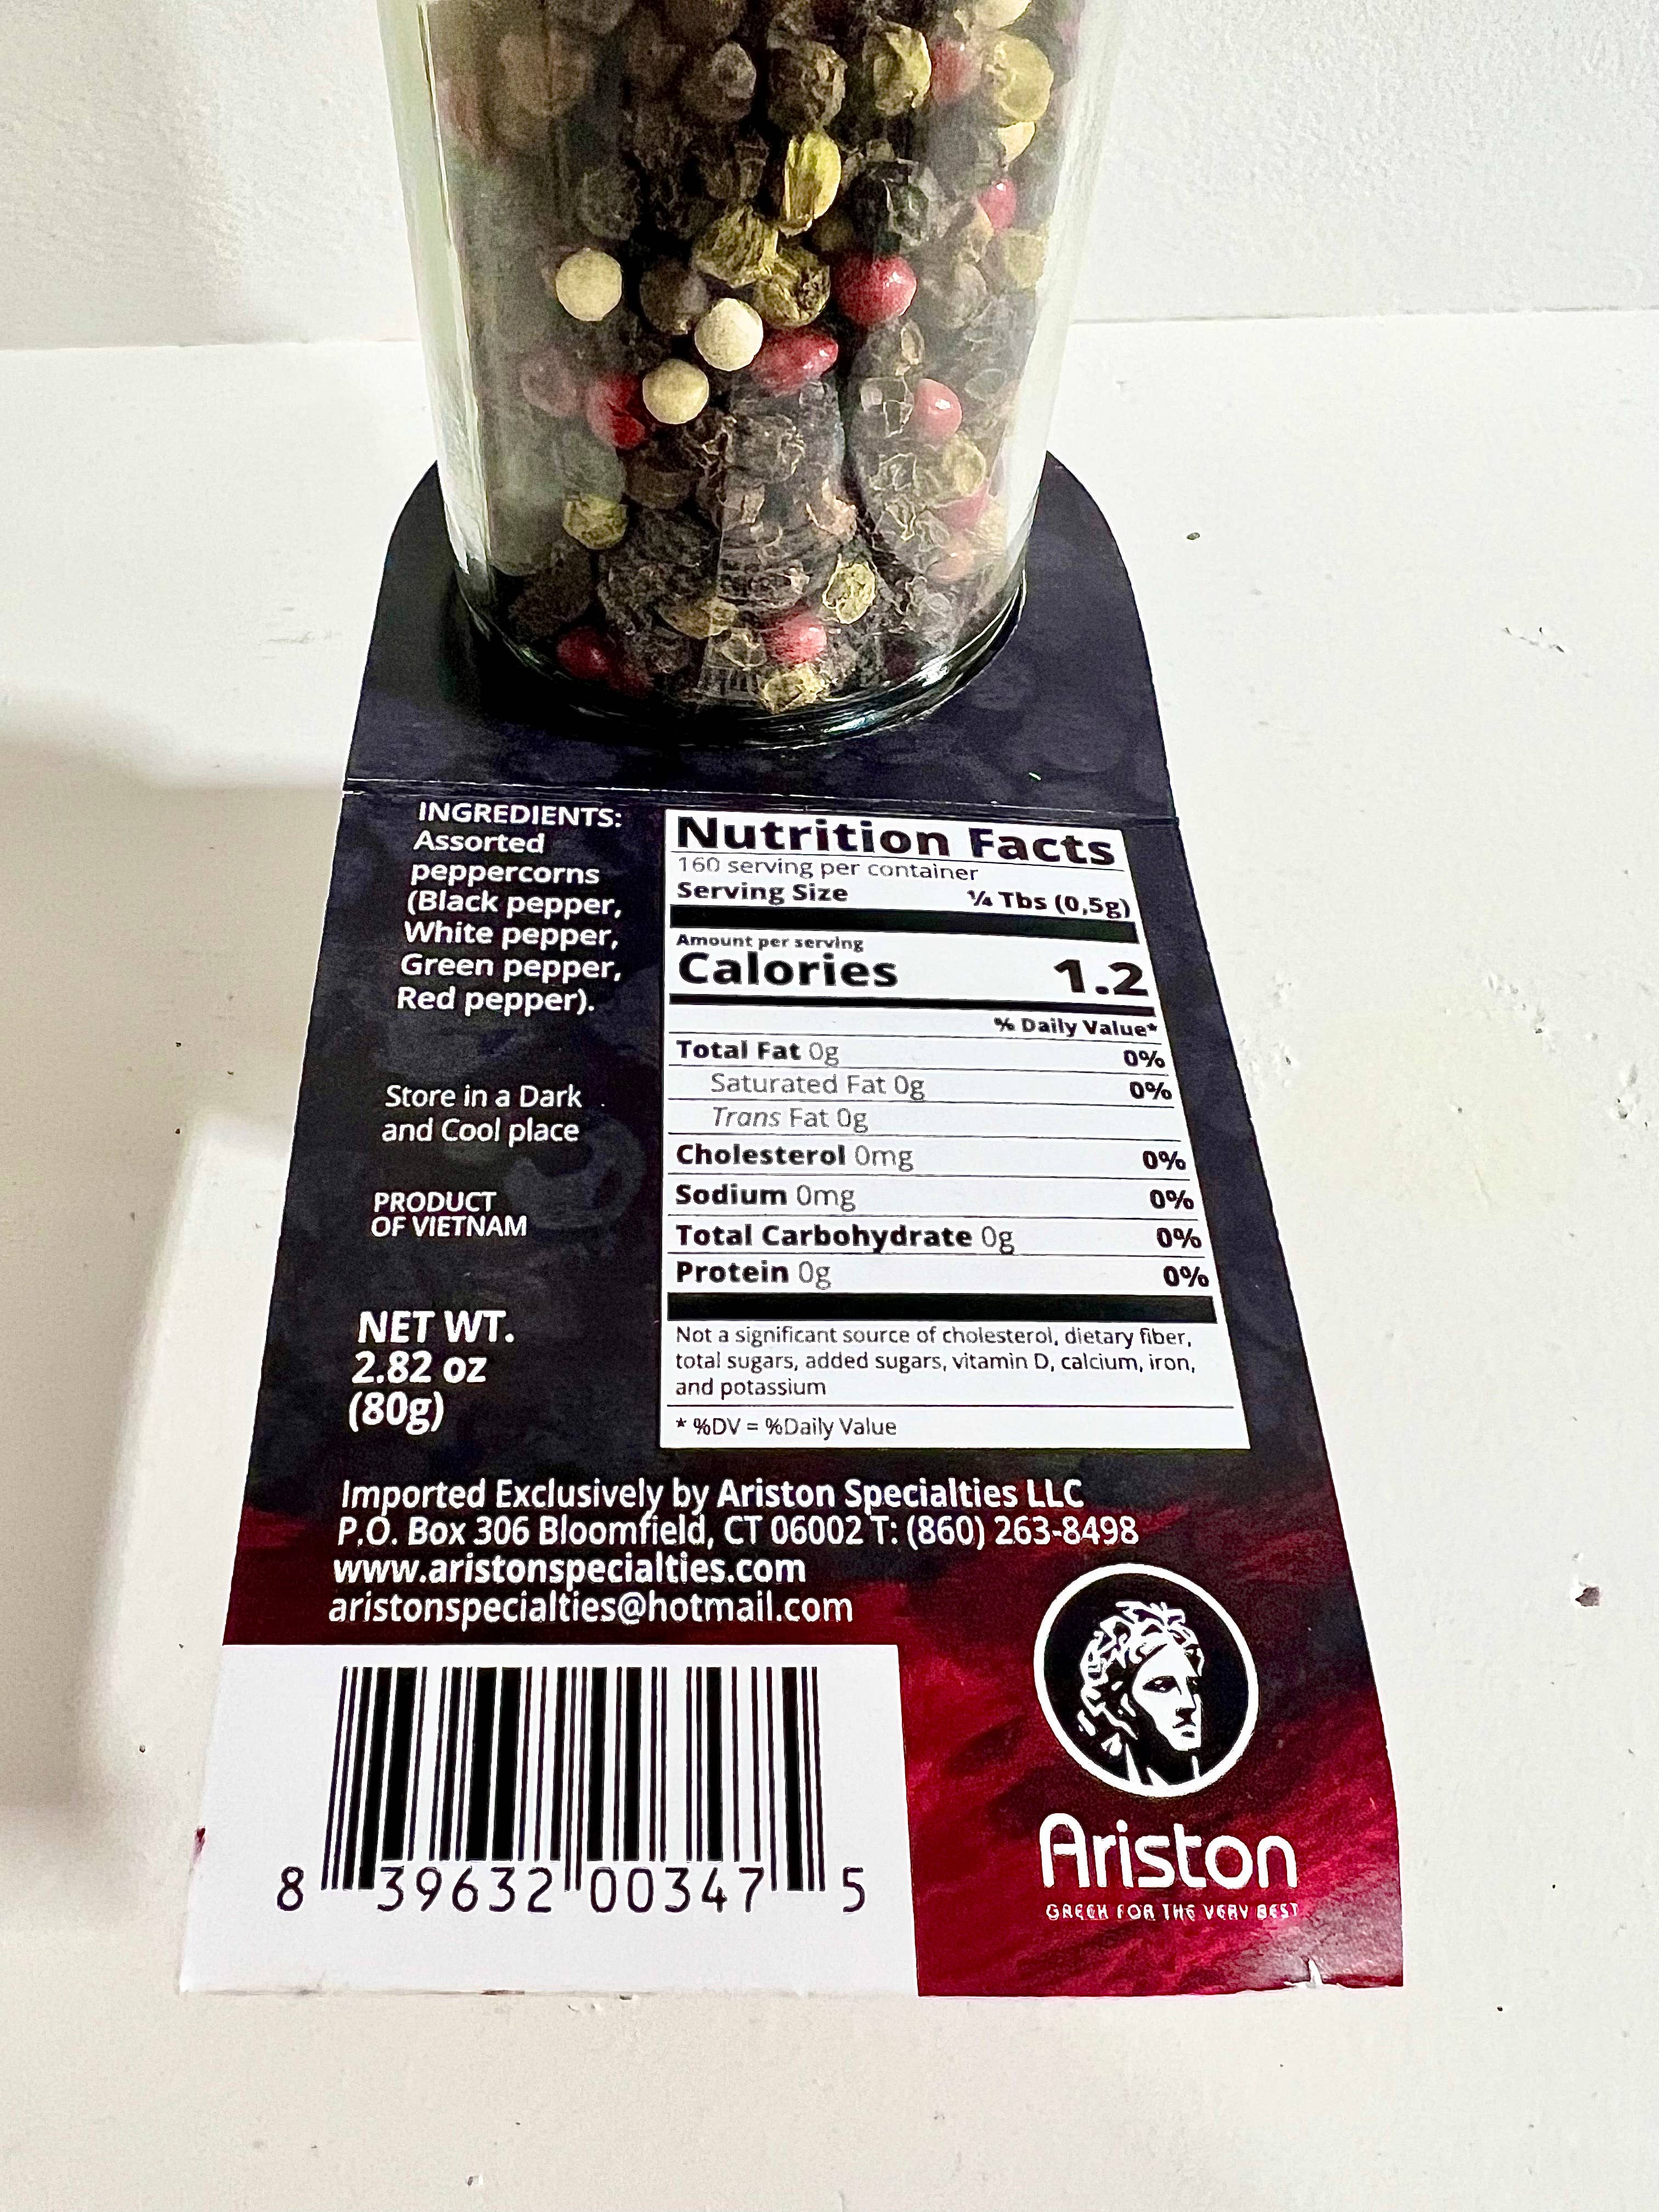 INGREDIENTS:
Assorted
peppercorns
(Black pepper,
White pepper,
Green pepper,
Red pepper).
Store in a Dark
and Cool place
PRODUCT
OF VIETNAM
NET WT.
2.82 oz
(80g)
Nutrition Facts
160 serving per container
Serving Size ¼ Tbs (0,5g)
Amount per serving
Calories 1.2
% Daily Value*
Total Fat 0g 0%
Saturated Fat 0g 0%
Trans Fat 0g
Cholesterol 0mg 0%
Sodium 0mg 0%
Total Carbohydrate 0g 0%
Protein 0g 0%
Not a significant source of cholesterol, dietary fiber,
total sugars, added sugars, vitamin D, calcium, iron,
and potassium
* %DV = %Daily Value
Imported Exclusively by Ariston Specialties LLC
P.O. Box 306 Bloomfield, CT 06002 T: (860) 263-8498
www.aristonspecialties.com
aristonspecialties@hotmail.com
8 39632 00347 5
Ariston
GREEK FOR THE VERY BEST